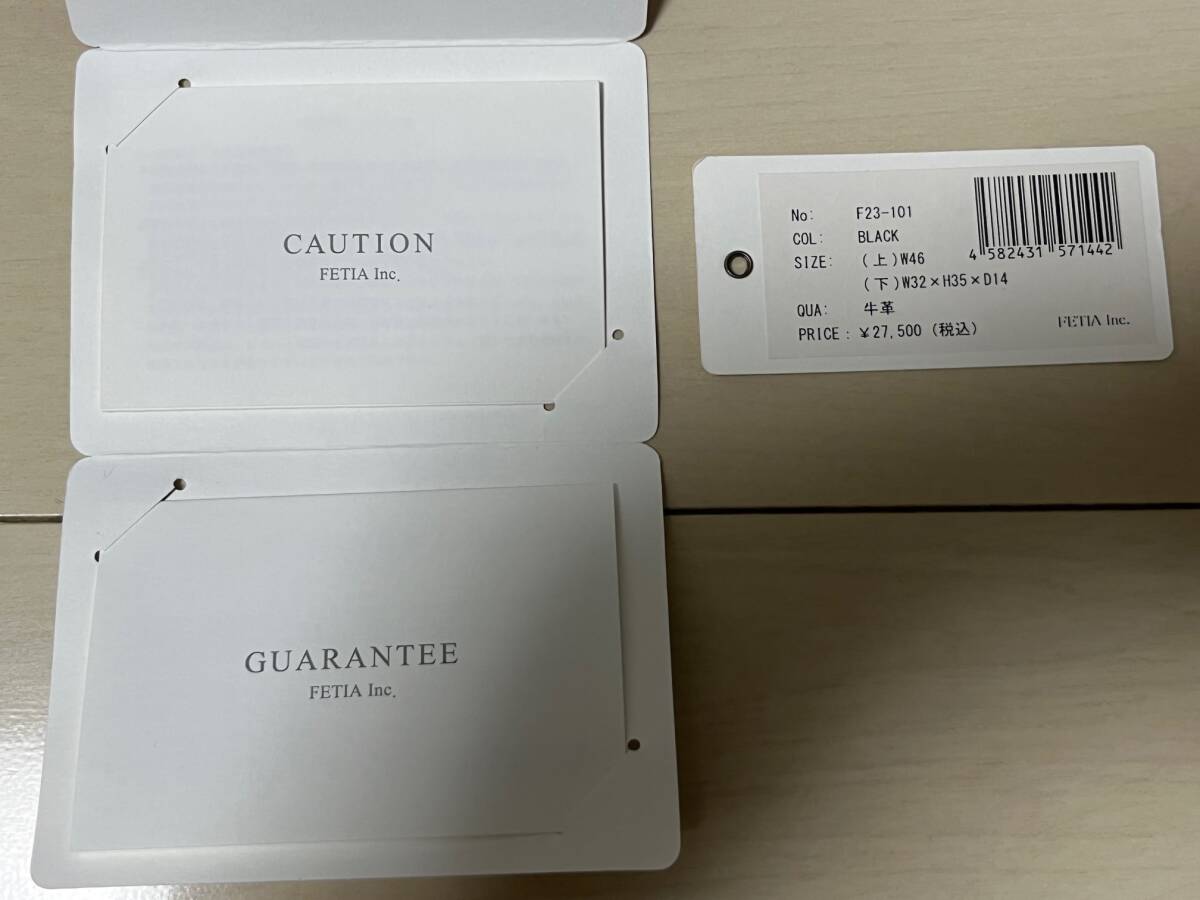 CAUTION
FETIA Inc.
GUARANTEE
FETIA Inc.
No: F23-101
COL: BLACK
SIZE: (上)W46
(下)W32×H35×D14
QUA: 牛革
PRICE: ¥27,500 (税込)
4 582431 571442
FETIA Inc.